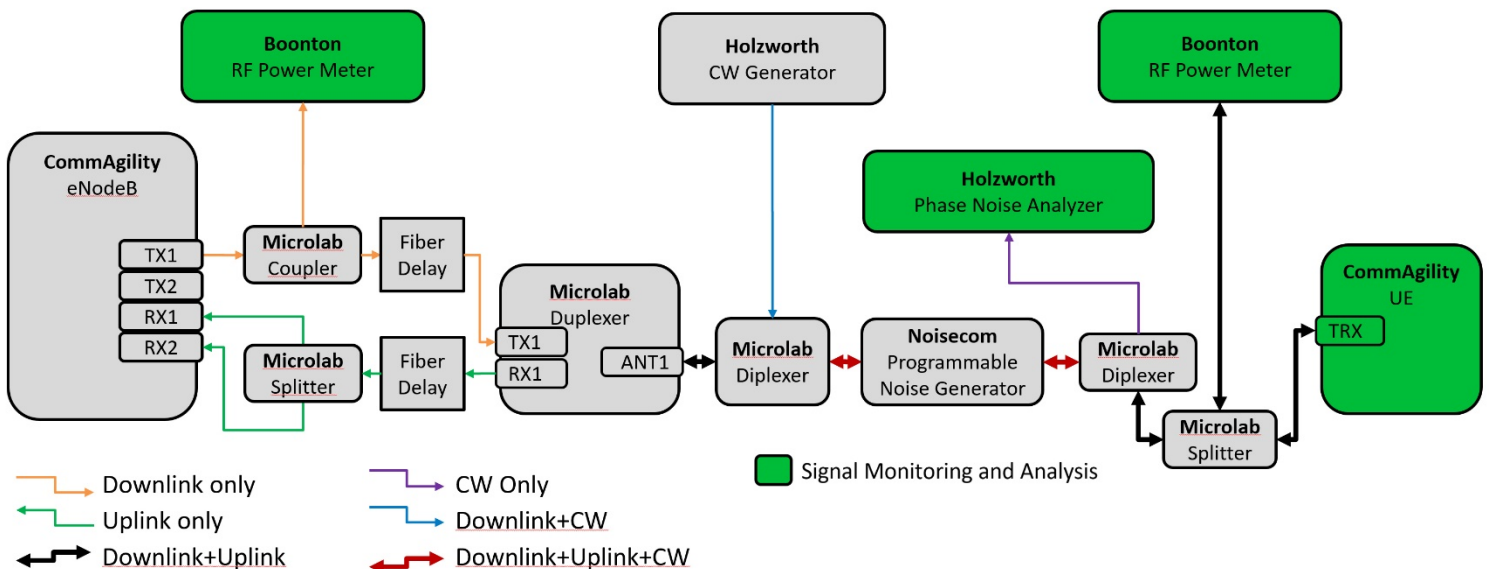 Boonton
RF Power Meter
Holzworth
CW Generator
Boonton
RF Power Meter
CommAgility
eNodeB
TX1
TX2
RX1
RX2
Microlab
Coupler
Fiber
Delay
Microlab
Splitter
Fiber
Delay
Microlab
Duplexer
TX1
RX1
ANT1
Microlab
Diplexer
Noisecom
Programmable
Noise Generator
Holzworth
Phase Noise Analyzer
Microlab
Diplexer
Microlab
Splitter
CommAgility
UE
TRX
Downlink only
Uplink only
Downlink+Uplink
CW Only
Downlink+CW
Downlink+Uplink+CW
Signal Monitoring and Analysis